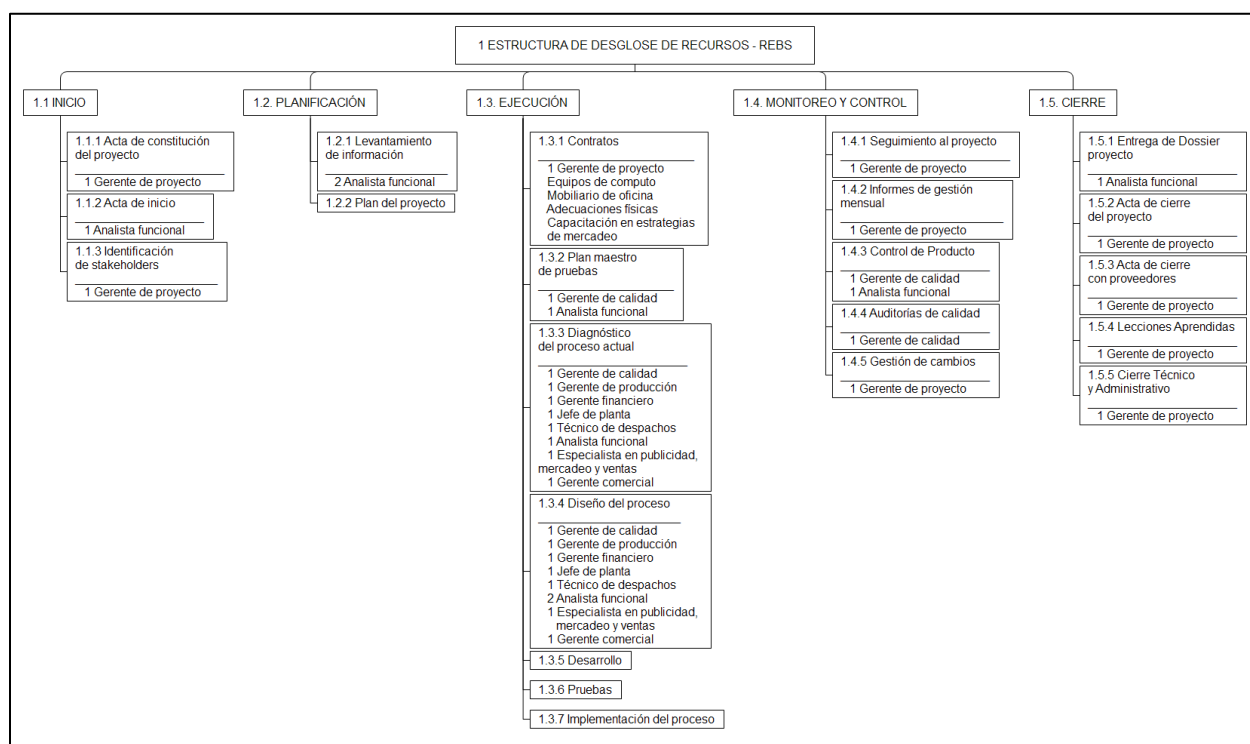 1 ESTRUCTURA DE DESGLOSE DE RECURSOS - REBS
1.1 INICIO
1.1.1 Acta de constitución
del proyecto
1 Gerente de proyecto
1.1.2 Acta de inicio
1 Analista funcional
1.1.3 Identificación
de stakeholders
1 Gerente de proyecto
1.2. PLANIFICACIÓN
1.2.1 Levantamiento
de información
2 Analista funcional
1.2.2 Plan del proyecto
1.3. EJECUCIÓN
1.3.1 Contratos
1 Gerente de proyecto
Equipos de computo
Mobiliario de oficina
Adecuaciones físicas
Capacitación en estrategias
de mercadeo
1.3.2 Plan maestro
de pruebas
1 Gerente de calidad
1 Analista funcional
1.3.3 Diagnóstico
del proceso actual
1 Gerente de calidad
1 Gerente de producción
1 Gerente financiero
1 Jefe de planta
1 Técnico de despachos
1 Analista funcional
1 Especialista en publicidad,
mercadeo y ventas
1 Gerente comercial
1.3.4 Diseño del proceso
1 Gerente de calidad
1 Gerente de producción
1 Gerente financiero
1 Jefe de planta
1 Técnico de despachos
2 Analista funcional
1 Especialista en publicidad,
mercadeo y ventas
1 Gerente comercial
1.3.5 Desarrollo
1.3.6 Pruebas
1.3.7 Implementación del proceso
1.4. MONITOREO Y CONTROL
1.4.1 Seguimiento al proyecto
1 Gerente de proyecto
1.4.2 Informes de gestión
mensual
1 Gerente de proyecto
1.4.3 Control de Producto
1 Gerente de calidad
1 Analista funcional
1.4.4 Auditorías de calidad
1 Gerente de calidad
1.4.5 Gestión de cambios
1 Gerente de proyecto
1.5. CIERRE
1.5.1 Entrega de Dossier
proyecto
1 Analista funcional
1.5.2 Acta de cierre
del proyecto
1 Gerente de proyecto
1.5.3 Acta de cierre
con proveedores
1 Gerente de proyecto
1.5.4 Lecciones Aprendidas
1 Gerente de proyecto
1.5.5 Cierre Técnico
y Administrativo
1 Gerente de proyecto